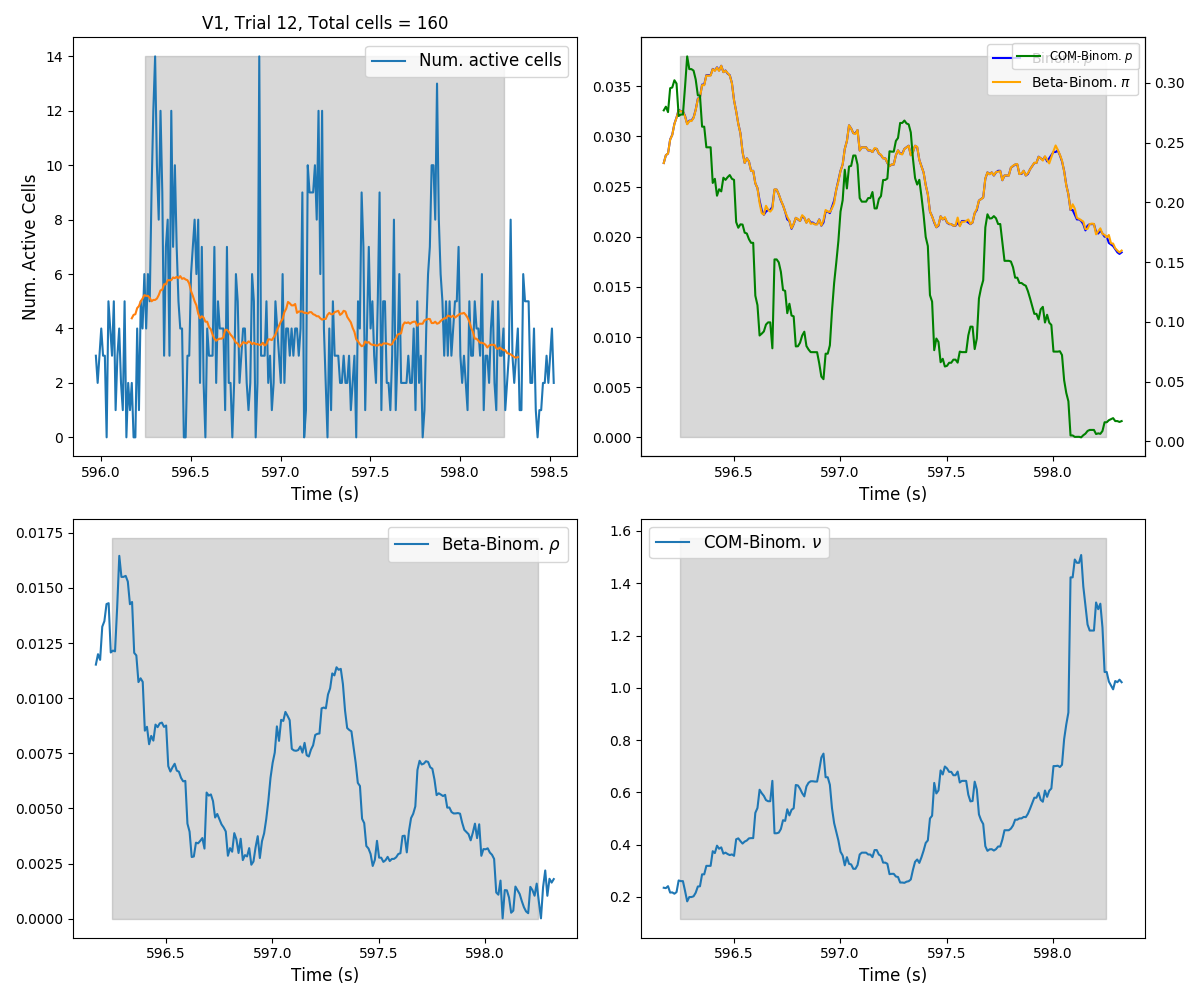 V1, Trial 12, Total cells = 160
Num. Active Cells
14
12
10
8
6
4
2
0
Num. active cells
596.0 596.5 597.0 597.5 598.0 598.5
Time (s)
0.035
0.030
0.025
0.020
0.015
0.010
0.005
0.000
COM-Binom. p
Beta-Binom. π
0.30
0.25
0.20
0.15
0.10
0.05
0.00
596.5 597.0 597.5 598.0
Time (s)
0.0175
0.0150
0.0125
0.0100
0.0075
0.0050
0.0025
0.0000
Beta-Binom. ρ
596.5 597.0 597.5 598.0
Time (s)
1.6
1.4
1.2
1.0
0.8
0.6
0.4
0.2
COM-Binom. ν
596.5 597.0 597.5 598.0
Time (s)